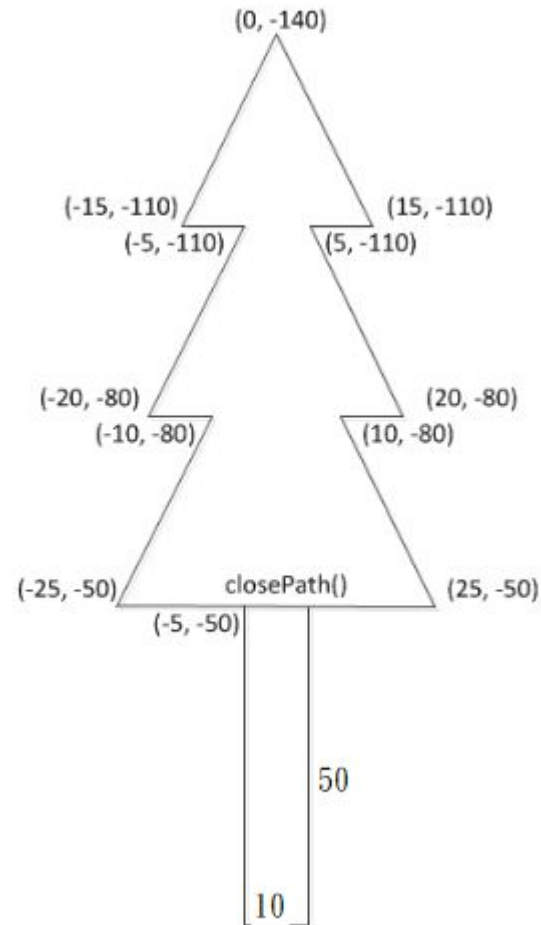 (0, -140)
(-15, -110) (15, -110)
(-5, -110) (5, -110)
(-20, -80) (20, -80)
(-10, -80) (10, -80)
(-25, -50) closePath() (25, -50)
(-5, -50)
50
10